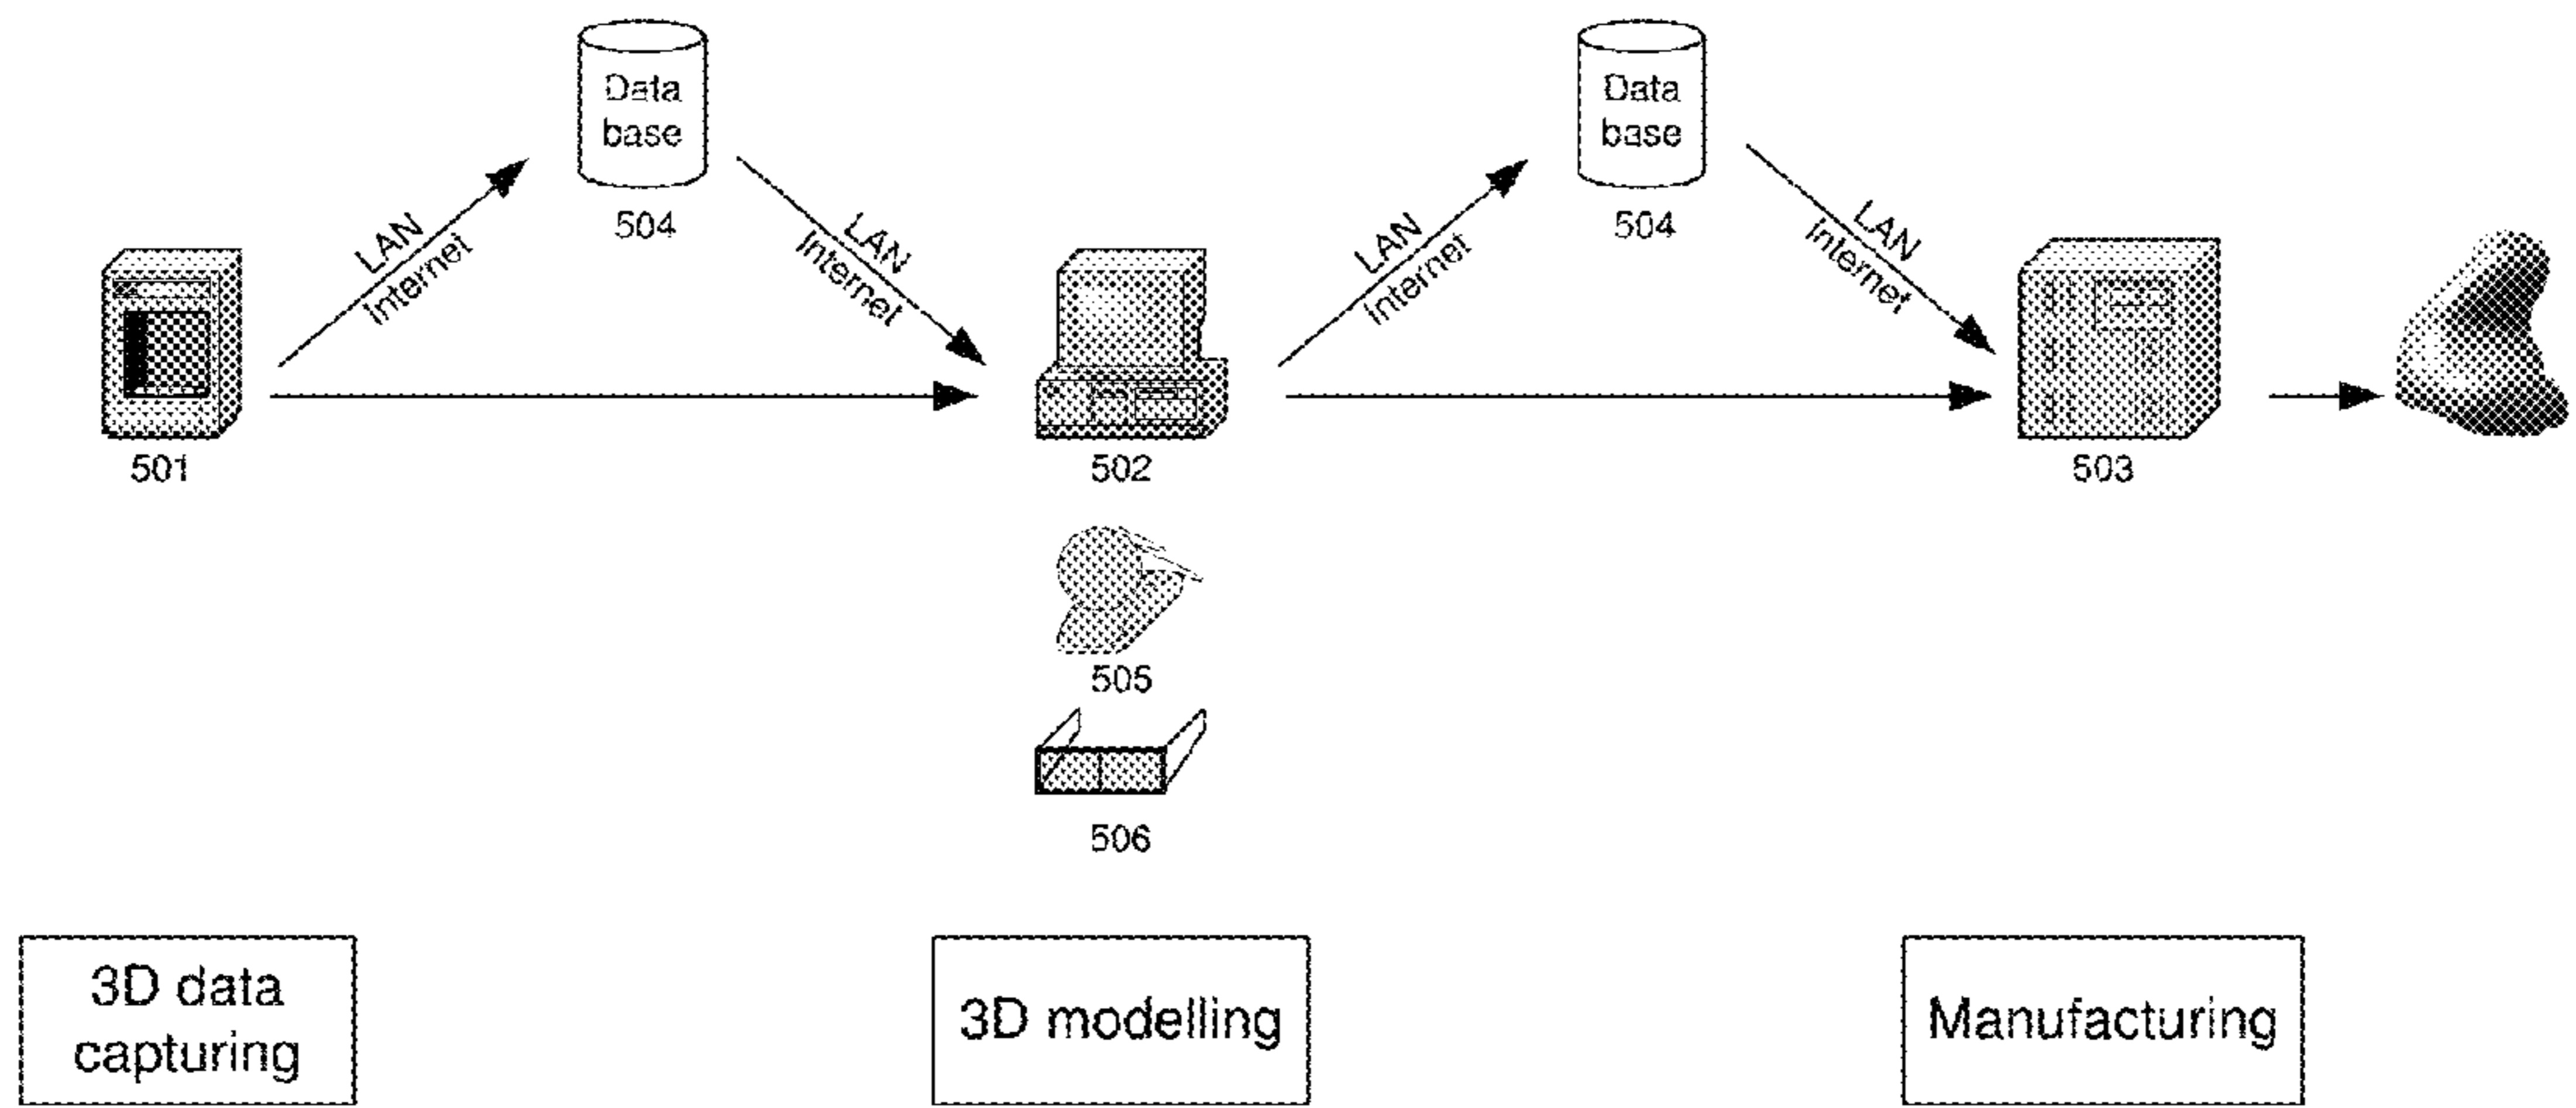 Data
base
504
LAN
Internet
LAN
Internet
Data
base
504
LAN
Internet
LAN
Internet
501
502
503
505
506
3D data
capturing
3D modelling
Manufacturing